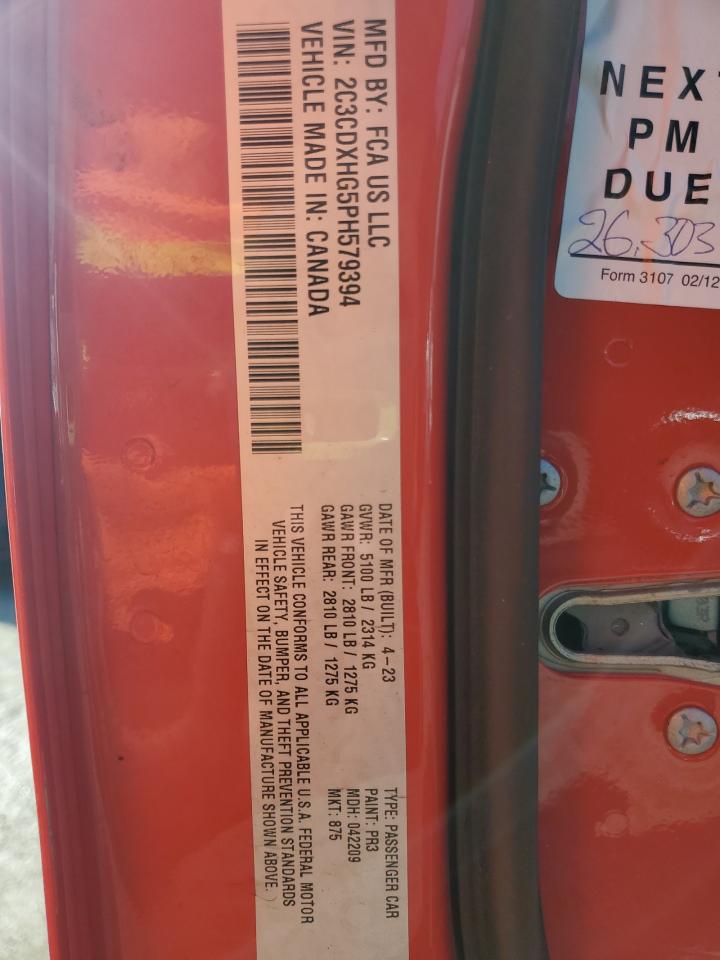 MFD BY: FCA US LLC
VIN: 2C3CDXHG5PH579394
VEHICLE MADE IN: CANADA
DATE OF MFR (BUILT): 4-23
GVWR: 5100 LB / 2314 KG
GAWR FRONT: 2810 LB / 1275 KG
GAWR REAR: 2810 LB / 1275 KG
THIS VEHICLE CONFORMS TO ALL APPLICABLE U.S.A. FEDERAL MOTOR
VEHICLE SAFETY, BUMPER, AND THEFT PREVENTION STANDARDS
IN EFFECT ON THE DATE OF MANUFACTURE SHOWN ABOVE.
TYPE: PASSENGER CAR
PAINT: PR3
MDH: 042209
MKT: 875
NEXT
PM
DUE
26,303
Form 3107 02/12